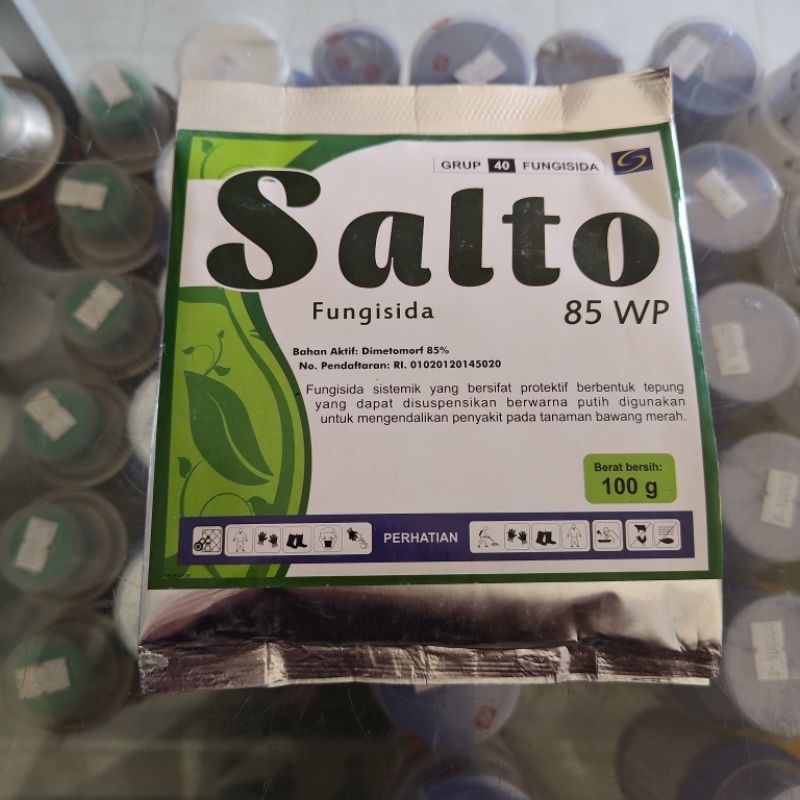 GRUP 40 FUNGISIDA
Salto
Fungisida 85 WP
Bahan Aktif: Dimetomorf 85%
No. Pendaftaran: RI. 01020120145020
Fungisida sistemik yang bersifat protektif berbentuk tepung
yang dapat disuspensikan berwarna putih digunakan
untuk mengendalikan penyakit pada tanaman bawang merah.
Berat bersih:
100 g
PERHATIAN